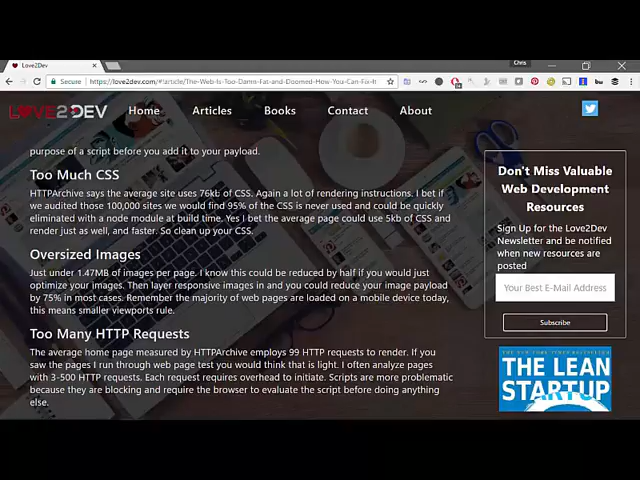 Chris
Love2Dev
Secure
https://love2dev.com/#!article/The-Web-Is-Too-Damn-Fat-and-Doomed-How-You-Can-Fix-It
LOVE2DEV
Home
Articles
Books
Contact
About
purpose of a script before you add it to your payload.
Too Much CSS
HTTPArchive says the average site uses 76kb of CSS. Again a lot of rendering instructions. I bet if
we audited those 100,000 sites we would find 95% of the CSS is never used and could be quickly
eliminated with a node module at build time. Yes I bet the average page could use 5kb of CSS and
render just as well, and faster. So clean up your CSS.
Oversized Images
Just under 1.47MB of images per page. I know this could be reduced by half if you would just
optimize your images. Then layer responsive images in and you could reduce your image payload
by 75% in most cases. Remember the majority of web pages are loaded on a mobile device today,
this means smaller viewports rule.
Too Many HTTP Requests
The average home page measured by HTTPArchive employs 99 HTTP requests to render. If you
saw the pages I run through web page test you would think that is light. I often analyze pages
with 3-500 HTTP requests. Each request requires overhead to initiate. Scripts are more problematic
because they are blocking and require the browser to evaluate the script before doing anything
else.
Don't Miss Valuable
Web Development
Resources
Sign Up for the Love2Dev
Newsletter and be notified
when new resources are
posted
Your Best E-Mail Address
Subscribe
THE LEAN
STARTUP